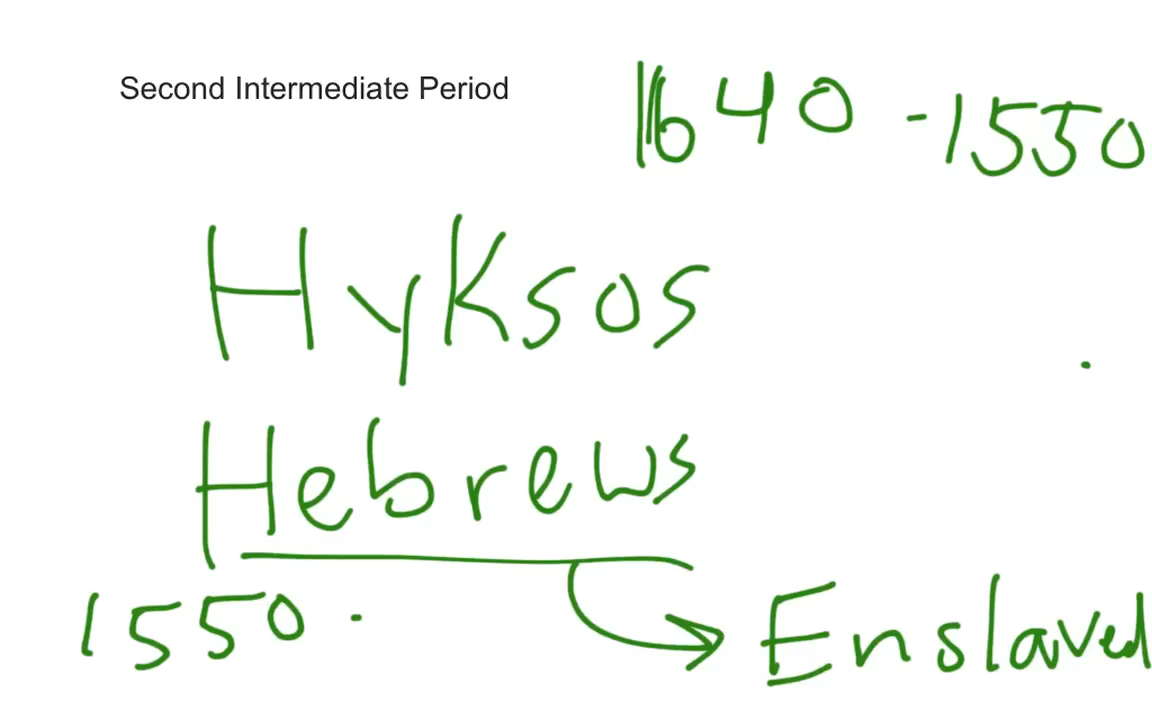 Second Intermediate Period 1640 - 1550
Hyksos
Hebrews
1550 - Enslaved